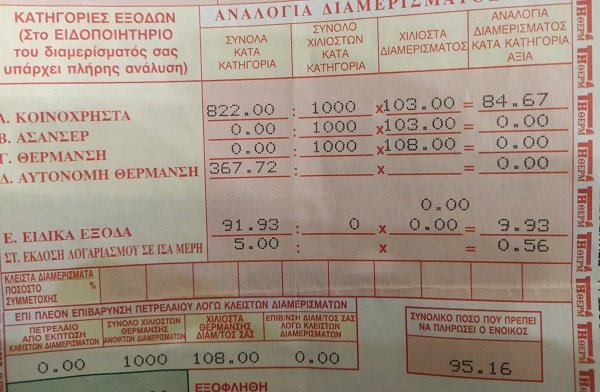 ΚΑΤΗΓΟΡΙΕΣ ΕΞΟΔΩΝ
(Στο ΕΙΔΟΠΟΙΗΤΗΡΙΟ
του διαμερίσματός σας
υπάρχει πλήρης ανάλυση)
ΑΝΑΛΟΓΙΑ ΔΙΑΜΕΡΙΣΜΑΤΟΣ
ΣΥΝΟΛΑ ΚΑΤΑ ΚΑΤΗΓΟΡΙΑ
ΣΥΝΟΛΟ ΧΙΛΙΟΣΤΩΝ ΚΑΤΑ ΚΑΤΗΓΟΡΙΑ
ΧΙΛΙΟΣΤΑ ΔΙΑΜΕΡΙΣΜΑΤΟΣ
ΑΝΑΛΟΓΙΑ ΔΙΑΜΕΡΙΣΜΑΤΟΣ ΚΑΤΑ ΚΑΤΗΓΟΡΙΑ ΑΞΙΑ
Α. ΚΟΙΝΟΧΡΗΣΤΑ 822.00 : 1000 x 103.00 = 84.67
Β. ΑΣΑΝΣΕΡ 0.00 : 1000 x 103.00 = 0.00
Γ. ΘΕΡΜΑΝΣΗ 0.00 : 1000 x 108.00 = 0.00
Δ. ΑΥΤΟΝΟΜΗ ΘΕΡΜΑΝΣΗ 367.72 : x = 0.00
0.00
Ε. ΕΙΔΙΚΑ ΕΞΟΔΑ 91.93 : 0 x 0.00 = 9.93
ΣΤ. ΕΚΔΟΣΗ ΛΟΓΑΡΙΑΣΜΟΥ ΣΕ ΙΣΑ ΜΕΡΗ 5.00 : x = 0.56
ΚΛΕΙΣΤΑ ΔΙΑΜΕΡΙΣΜΑΤΑ
ΠΟΣΟΣΤΟ %
ΣΥΜΜΕΤΟΧΗΣ
ΕΠΙ ΠΛΕΟΝ ΕΠΙΒΑΡΥΝΣΗ ΠΕΤΡΕΛΑΙΟΥ ΛΟΓΩ ΚΛΕΙΣΤΩΝ ΔΙΑΜΕΡΙΣΜΑΤΩΝ
ΠΕΤΡΕΛΑΙΟ ΑΠΟ ΕΚΠΤΩΣΗ ΚΛΕΙΣΤΩΝ ΔΙΑΜΕΡΙΣΜΑΤΩΝ
ΣΥΝΟΛΟ ΧΙΛΙΟΣΤΩΝ ΘΕΡΜΑΝΣΗΣ ΑΝΟΙΚΤΩΝ ΔΙΑΜΕΡΙΣΜΑΤΩΝ
ΧΙΛΙΟΣΤΑ ΘΕΡΜΑΝΣΗΣ ΔΙΑΜ/ΤΟΣ ΣΑΣ
ΕΠΙΒ/ΝΣΗ ΔΙΑΜ/ΤΟΣ ΣΑΣ ΛΟΓΩ ΚΛΕΙΣΤΩΝ ΔΙΑΜΕΡΙΣΜΑΤΩΝ
0.00 1000 108.00 0.00
ΣΥΝΟΛΙΚΟ ΠΟΣΟ ΠΟΥ ΠΡΕΠΕΙ
ΝΑ ΠΛΗΡΩΣΕΙ Ο ΕΝΟΙΚΟΣ
95.16
ΕΞΟΦΛΗΘΗ